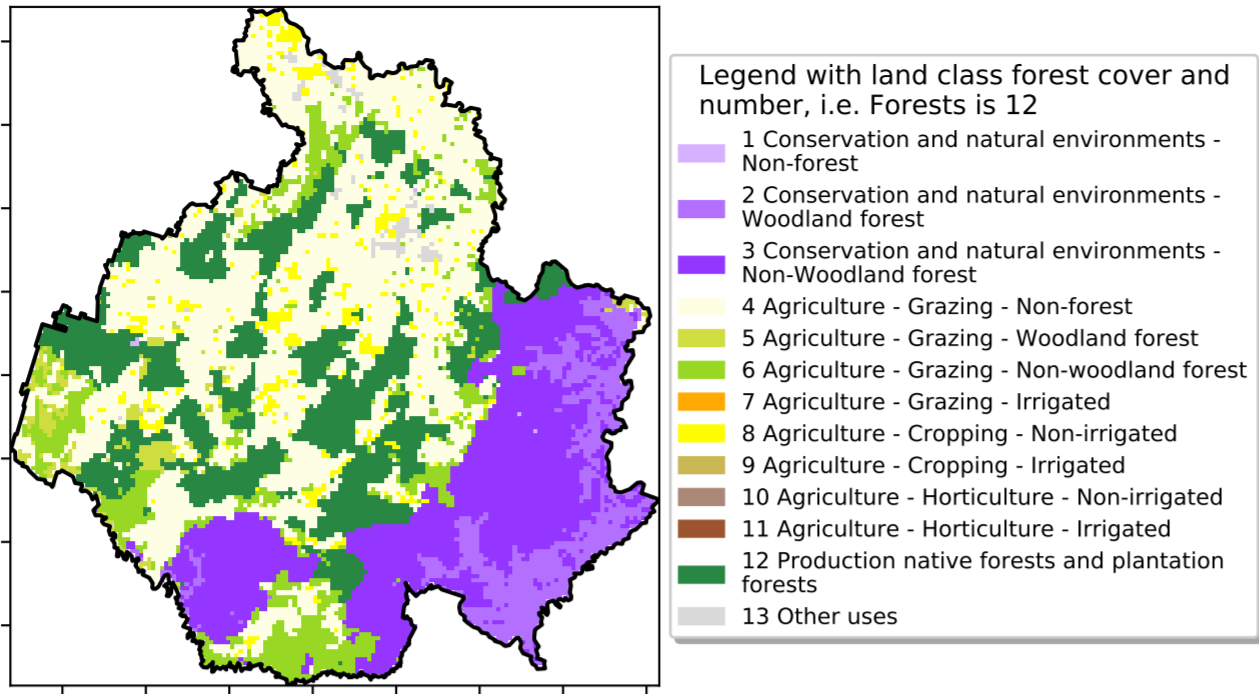 Legend with land class forest cover and
number, i.e. Forests is 12
1 Conservation and natural environments -
Non-forest
2 Conservation and natural environments -
Woodland forest
3 Conservation and natural environments -
Non-Woodland forest
4 Agriculture - Grazing - Non-forest
5 Agriculture - Grazing - Woodland forest
6 Agriculture - Grazing - Non-woodland forest
7 Agriculture - Grazing - Irrigated
8 Agriculture - Cropping - Non-irrigated
9 Agriculture - Cropping - Irrigated
10 Agriculture - Horticulture - Non-irrigated
11 Agriculture - Horticulture - Irrigated
12 Production native forests and plantation
forests
13 Other uses